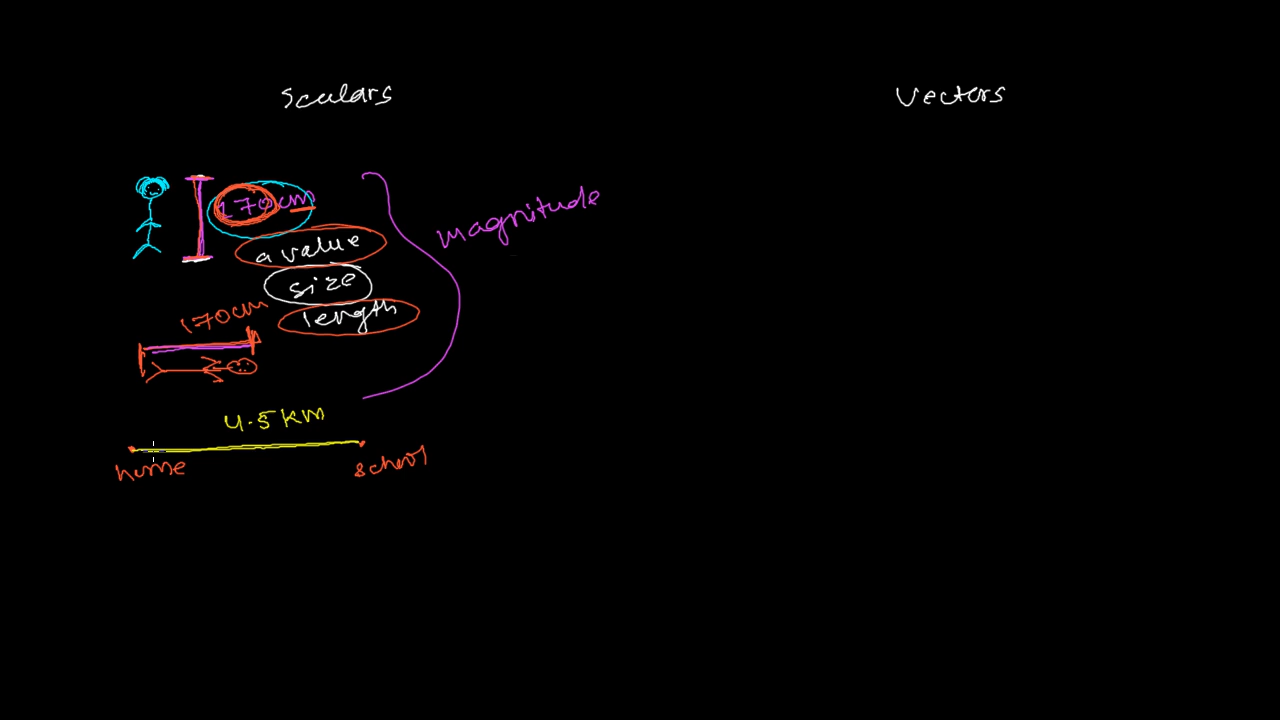 Scalars
Vectors
170cm
magnitude
a value
size
length
170cm
4.5 km
home
school